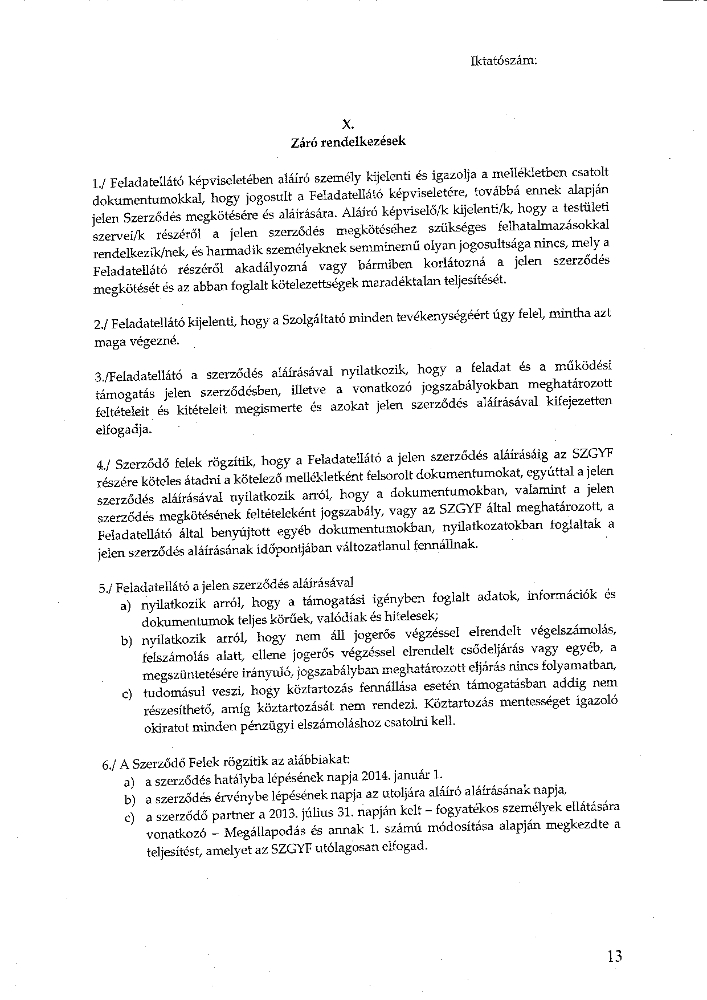 Iktatószám:
X.
Záró rendelkezések
1./ Feladatellátó képviseletében aláíró személy kijelenti és igazolja a mellékletben csatolt
dokumentumokkal, hogy jogosult a Feladatellátó képviseletére, továbbá ennek alapján
jelen Szerződés megkötésére és aláírására. Aláíró képviselő/k kijelenti/k, hogy a testületi
szervei/k részéről a jelen szerződés megkötéséhez szükséges felhatalmazásokkal
rendelkezik/nek, és harmadik személyeknek semminemű olyan jogosultsága nincs, mely a
Feladatellátó részéről akadályozná vagy bármiben korlátozná a jelen szerződés
megkötését és az abban foglalt kötelezettségek maradéktalan teljesítését.
2./ Feladatellátó kijelenti, hogy a Szolgáltató minden tevékenységéért úgy felel, mintha azt
maga végezné.
3./Feladatellátó a szerződés aláírásával nyilatkozik, hogy a feladat és a működési
támogatás jelen szerződésben, illetve a vonatkozó jogszabályokban meghatározott
feltételeit és kitételeit megismerte és azokat jelen szerződés aláírásával kifejezetten
elfogadja.
4./ Szerződő felek rögzítik, hogy a Feladatellátó a jelen szerződés aláírásáig az SZGYF
részére köteles átadni a kötelező mellékletként felsorolt dokumentumokat, egyúttal a jelen
szerződés aláírásával nyilatkozik arról, hogy a dokumentumokban, valamint a jelen
szerződés megkötésének feltételeként jogszabály, vagy az SZGYF által meghatározott, a
Feladatellátó által benyújtott egyéb dokumentumokban, nyilatkozatokban foglaltak a
jelen szerződés aláírásának időpontjában változatlanul fennállnak.
5./ Feladatellátó a jelen szerződés aláírásával
a) nyilatkozik arról, hogy a támogatási igényben foglalt adatok, információk és
dokumentumok teljes körűek, valódiak és hitelesek;
b) nyilatkozik arról, hogy nem áll jogerős végzéssel elrendelt végelszámolás,
felszámolás alatt, ellene jogerős végzéssel elrendelt csődeljárás vagy egyéb, a
megszüntetésére irányuló, jogszabályban meghatározott eljárás nincs folyamatban,
c) tudomásul veszi, hogy köztartozás fennállása esetén támogatásban addig nem
részesíthető, amíg köztartozását nem rendezi. Köztartozás mentességet igazoló
okiratot minden pénzügyi elszámoláshoz csatolni kell.
6./ A Szerződő Felek rögzítik az alábbiakat:
a) a szerződés hatályba lépésének napja 2014. január 1.
b) a szerződés érvénybe lépésének napja az utoljára aláíró aláírásának napja,
c) a szerződő partner a 2013. július 31. napján kelt – fogyatékos személyek ellátására
vonatkozó – Megállapodás és annak 1. számú módosítása alapján megkezdte a
teljesítést, amelyet az SZGYF utólagosan elfogad.
13